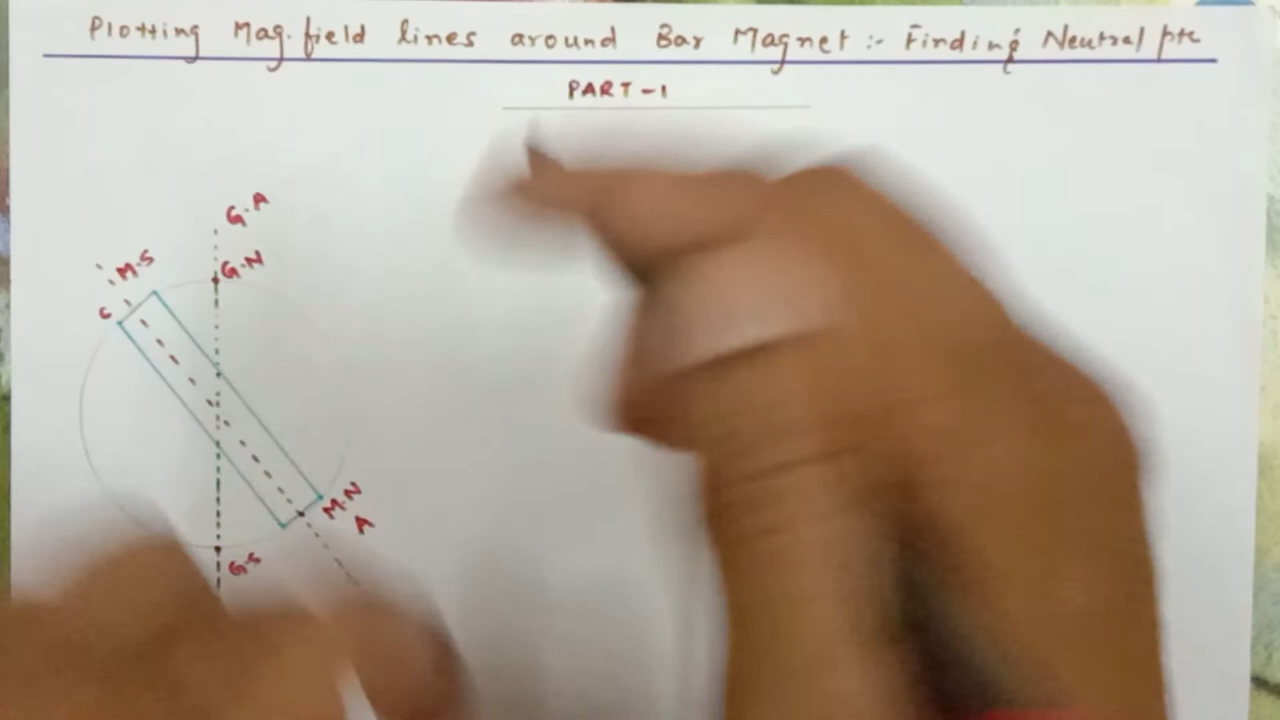 Plotting Mag. field lines around Bar Magnet :- Finding Neutral pts
PART-1
G.A
G.N
M.S
M.N
A
G.S